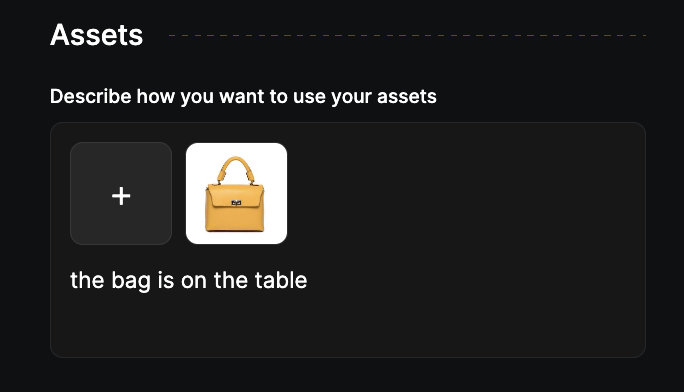 Assets
Describe how you want to use your assets
+
the bag is on the table